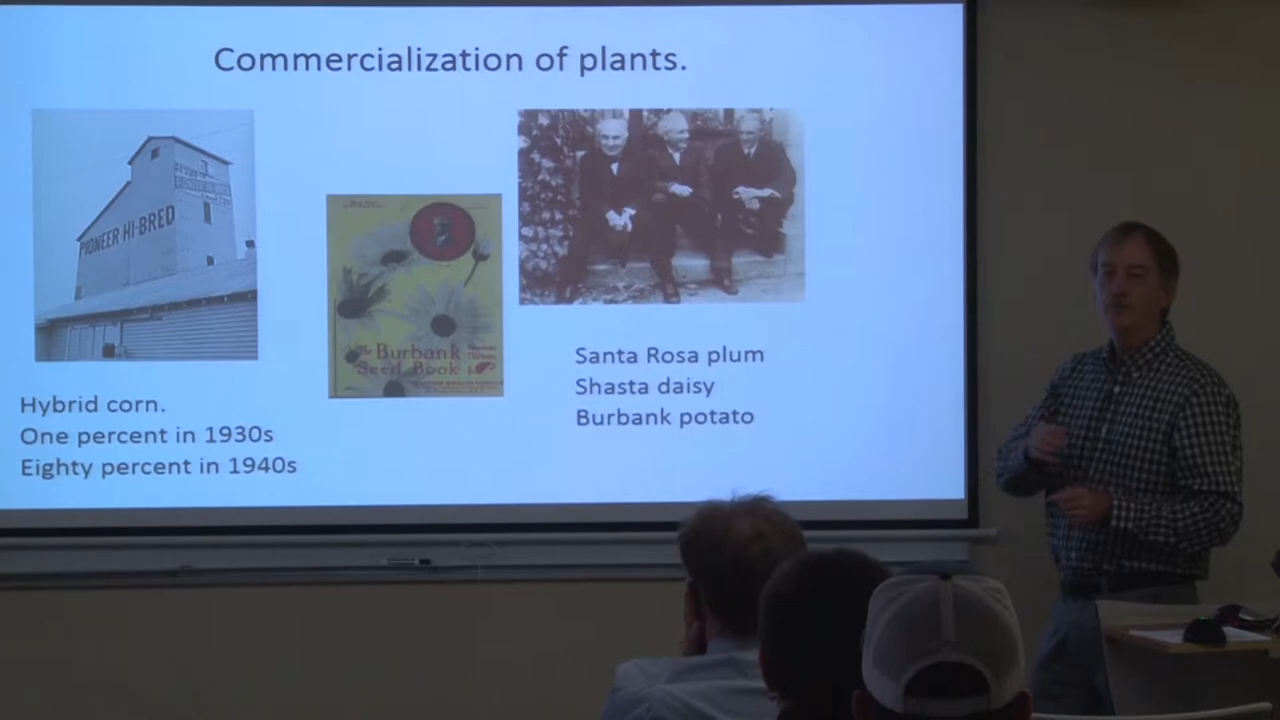 Commercialization of plants.
PIONEER HI-BRED
Burbank
Seed Book
Hybrid corn.
One percent in 1930s
Eighty percent in 1940s
Santa Rosa plum
Shasta daisy
Burbank potato